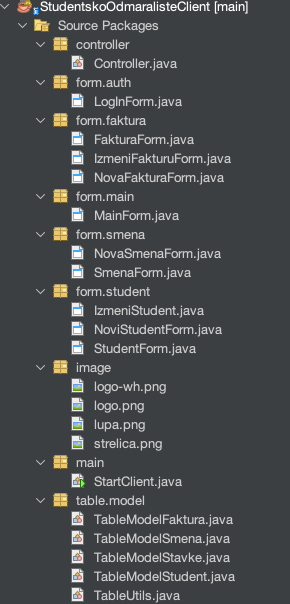 StudentskoOdmaralisteClient [main]
Source Packages
controller
Controller.java
form.auth
LogInForm.java
form.faktura
FakturaForm.java
IzmeniFakturuForm.java
NovaFakturaForm.java
form.main
MainForm.java
form.smena
NovaSmenaForm.java
SmenaForm.java
form.student
IzmeniStudent.java
NoviStudentForm.java
StudentForm.java
image
logo-wh.png
logo.png
lupa.png
strelica.png
main
StartClient.java
table.model
TableModelFaktura.java
TableModelSmena.java
TableModelStavke.java
TableModelStudent.java
TableUtils.java